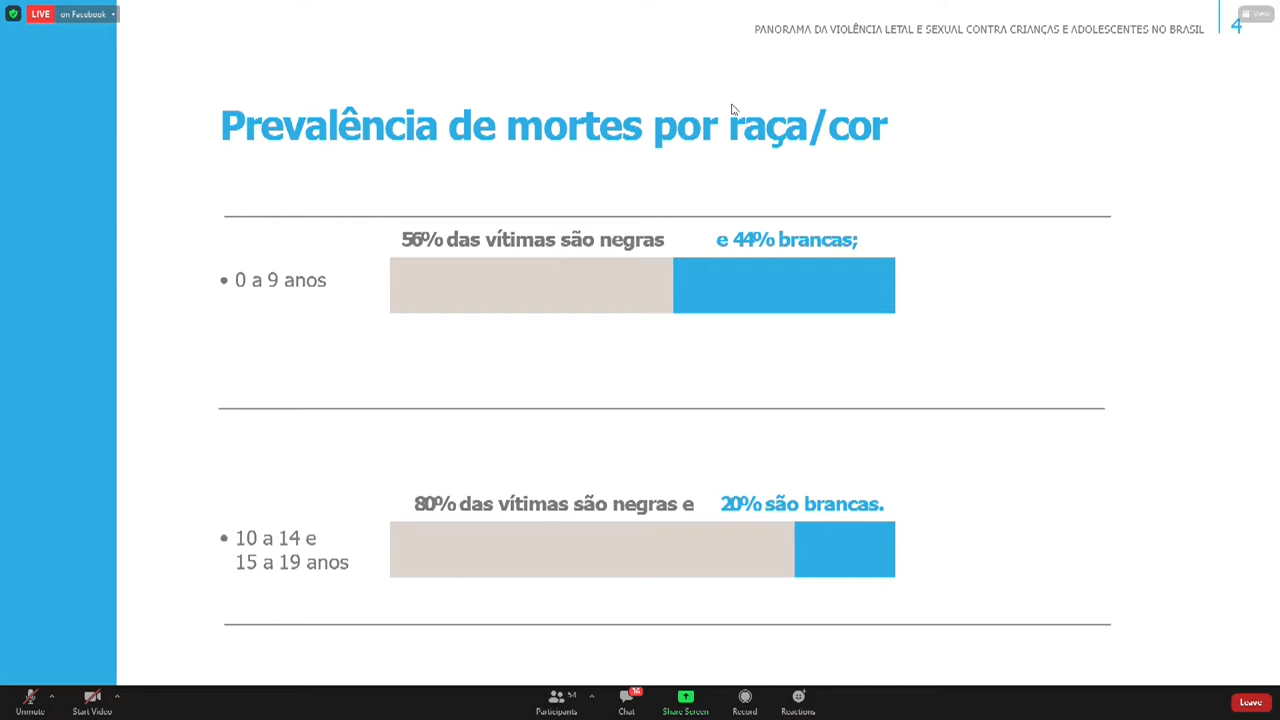 LIVE on Facebook
View
PANORAMA DA VIOLÊNCIA LETAL E SEXUAL CONTRA CRIANÇAS E ADOLESCENTES NO BRASIL 4
Prevalência de mortes por raça/cor
56% das vítimas são negras e 44% brancas;
• 0 a 9 anos
80% das vítimas são negras e 20% são brancas.
• 10 a 14 e
15 a 19 anos
Unmute
Start Video
54
Participants
Chat
Share Screen
Record
Reactions
Leave